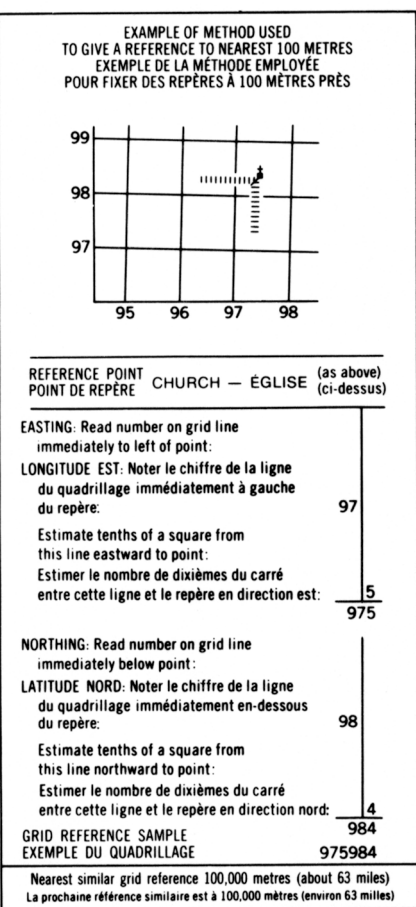 EXAMPLE OF METHOD USED
TO GIVE A REFERENCE TO NEAREST 100 METRES
EXEMPLE DE LA MÉTHODE EMPLOYÉE
POUR FIXER DES REPÈRES À 100 MÈTRES PRÈS
99
98
97
95 96 97 98
REFERENCE POINT
POINT DE REPÈRE
CHURCH — ÉGLISE
(as above)
(ci-dessus)
EASTING: Read number on grid line
immediately to left of point:
LONGITUDE EST: Noter le chiffre de la ligne
du quadrillage immédiatement à gauche
du repère: 97
Estimate tenths of a square from
this line eastward to point:
Estimer le nombre de dixièmes du carré
entre cette ligne et le repère en direction est: 5
975
NORTHING: Read number on grid line
immediately below point:
LATITUDE NORD: Noter le chiffre de la ligne
du quadrillage immédiatement en-dessous
du repère: 98
Estimate tenths of a square from
this line northward to point:
Estimer le nombre de dixièmes du carré
entre cette ligne et le repère en direction nord: 4
984
GRID REFERENCE SAMPLE
EXEMPLE DU QUADRILLAGE 975984
Nearest similar grid reference 100,000 metres (about 63 miles)
La prochaine référence similaire est à 100,000 mètres (environ 63 milles)